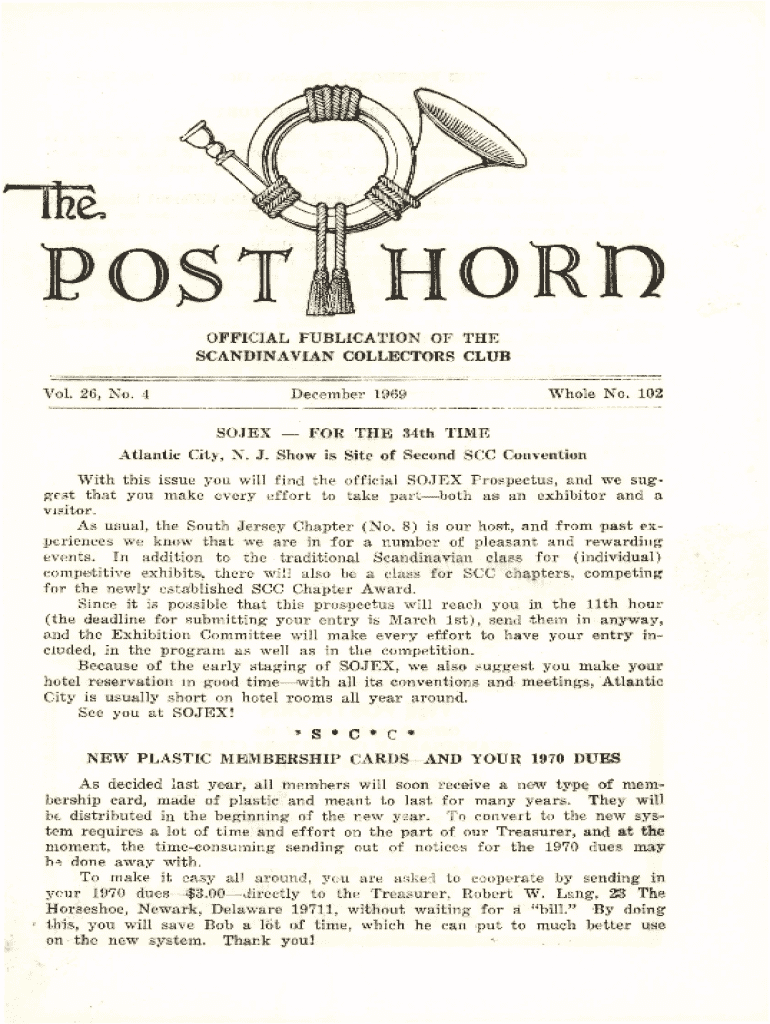 The
POST HORN
OFFICIAL PUBLICATION OF THE
SCANDINAVIAN COLLECTORS CLUB
Vol. 26, No. 4 December 1969 Whole No. 102
SOJEX — FOR THE 34th TIME
Atlantic City, N. J. Show is Site of Second SCC Convention
With this issue you will find the official SOJEX Prospectus, and we sug-
gest that you make every effort to take part—both as an exhibitor and a
visitor.
As usual, the South Jersey Chapter (No. 8) is our host, and from past ex-
periences we know that we are in for a number of pleasant and rewarding
events. In addition to the traditional Scandinavian class for (individual)
competitive exhibits, there will also be a class for SCC chapters, competing
for the newly established SCC Chapter Award.
Since it is possible that this prospectus will reach you in the 11th hour
(the deadline for submitting your entry is March 1st), send them in anyway,
and the Exhibition Committee will make every effort to have your entry in-
cluded, in the program as well as in the competition.
Because of the early staging of SOJEX, we also suggest you make your
hotel reservation in good time—with all its conventions and meetings, Atlantic
City is usually short on hotel rooms all year around.
See you at SOJEX!
* S * C * C *
NEW PLASTIC MEMBERSHIP CARDS—AND YOUR 1970 DUES
As decided last year, all members will soon receive a new type of mem-
bership card, made of plastic and meant to last for many years. They will
be distributed in the beginning of the new year. To convert to the new sys-
tem requires a lot of time and effort on the part of our Treasurer, and at the
moment, the time-consuming sending out of notices for the 1970 dues may
be done away with.
To make it easy all around, you are asked to cooperate by sending in
your 1970 dues—$3.00—directly to the Treasurer, Robert W. Lang, 23 The
Horseshoe, Newark, Delaware 19711, without waiting for a "bill." By doing
this, you will save Bob a lot of time, which he can put to much better use
on the new system. Thank you!